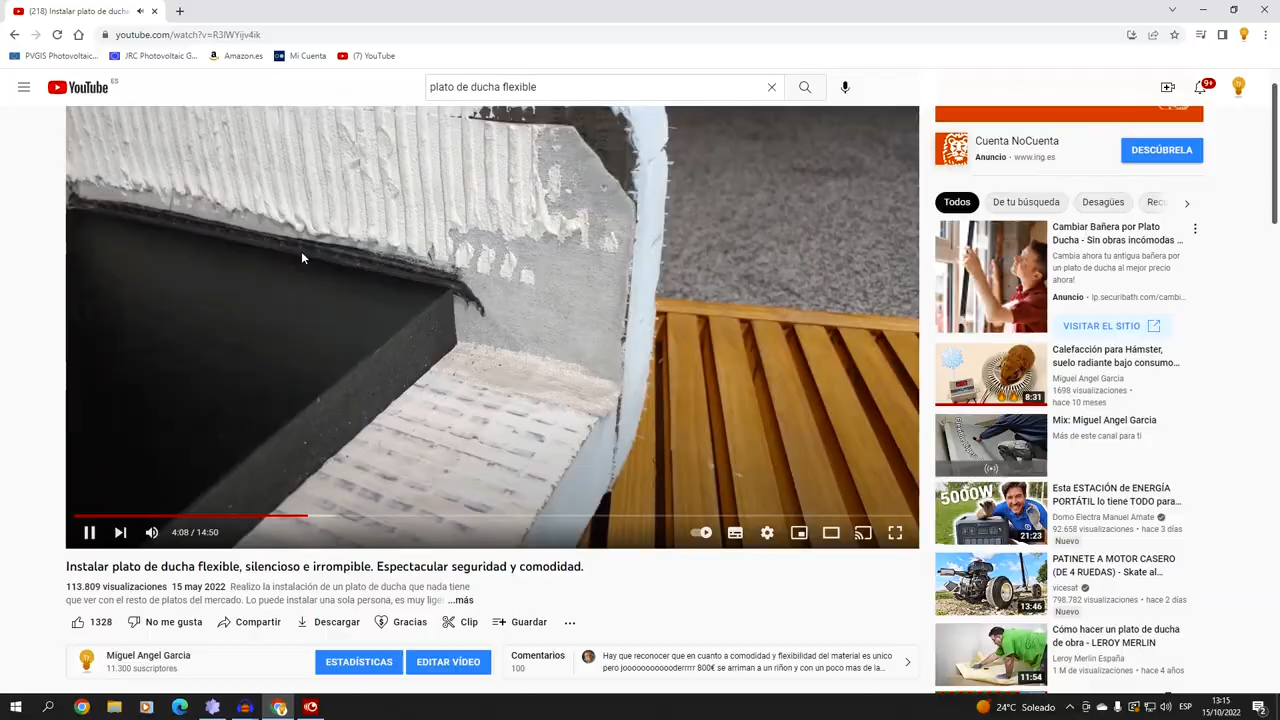 (218) Instalar plato de duch
youtube.com/watch?v=R3lWYijv4ik
PVGIS Photovoltaic...
JRC Photovoltaic G...
Amazon.es
Mi Cuenta
(7) YouTube
YouTube ES
plato de ducha flexible
9+
Cuenta NoCuenta
Anuncio · www.ing.es
DESCÚBRELA
Todos
De tu búsqueda
Desagües
Cambiar Bañera por Plato
Ducha - Sin obras incómodas ...
Cambia ahora tu antigua bañera
por un plato de ducha al mejor precio
ahora!
Anuncio · lp.securibath.com/cambi...
VISITAR EL SITIO
Calefacción para Hámster,
suelo radiante bajo consumo...
Miguel Angel Garcia
1698 visualizaciones •
hace 10 meses
8:31
Mix: Miguel Angel Garcia
Más de este canal para ti
5000W
Esta ESTACIÓN de ENERGÍA
PORTÁTIL lo tiene TODO para...
Domo Electra Manuel Amate
92.658 visualizaciones • hace 3 días
Nuevo
21:23
PATINETE A MOTOR CASERO
(DE 4 RUEDAS) - Skate al...
vicesat
798.782 visualizaciones • hace 2 días
Nuevo
13:46
Cómo hacer un plato de ducha
de obra - LEROY MERLIN
Leroy Merlin España
1 M de visualizaciones • hace 4 años
11:54
4:08 / 14:50
Instalar plato de ducha flexible, silencioso e irrompible. Espectacular seguridad y comodidad.
113.809 visualizaciones 15 may 2022 Realizo la instalación de un plato de ducha que nada tiene
que ver con el resto de platos del mercado. Lo puede instalar una sola persona, es muy lige ...más
1328
No me gusta
Compartir
Descargar
Gracias
Clip
Guardar
Miguel Angel Garcia
11.300 suscriptores
ESTADÍSTICAS
EDITAR VÍDEO
Comentarios
100
Hay que reconocer que en cuanto a comodidad y flexibilidad del material es unico
pero joooooooooooderrrrr 800€ se arriman a un riñon y con un poco mas de la...
24°C Soleado
ESP
13:15
15/10/2022